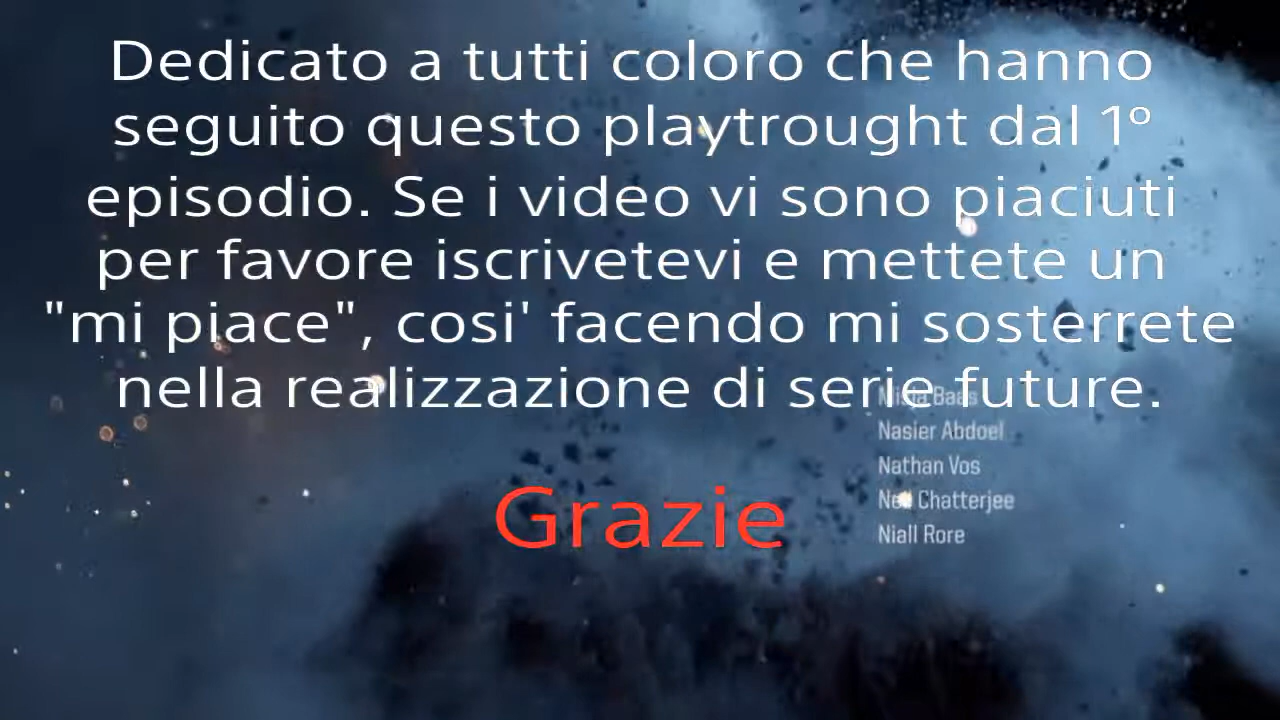 Dedicato a tutti coloro che hanno
seguito questo playtrought dal 1º
episodio. Se i video vi sono piaciuti
per favore iscrivetevi e mettete un
"mi piace", cosi' facendo mi sosterrete
nella realizzazione di serie future.
Baas
Nasier Abdoel
Nathan Vos
Chatterjee
Niall Rore
Grazie